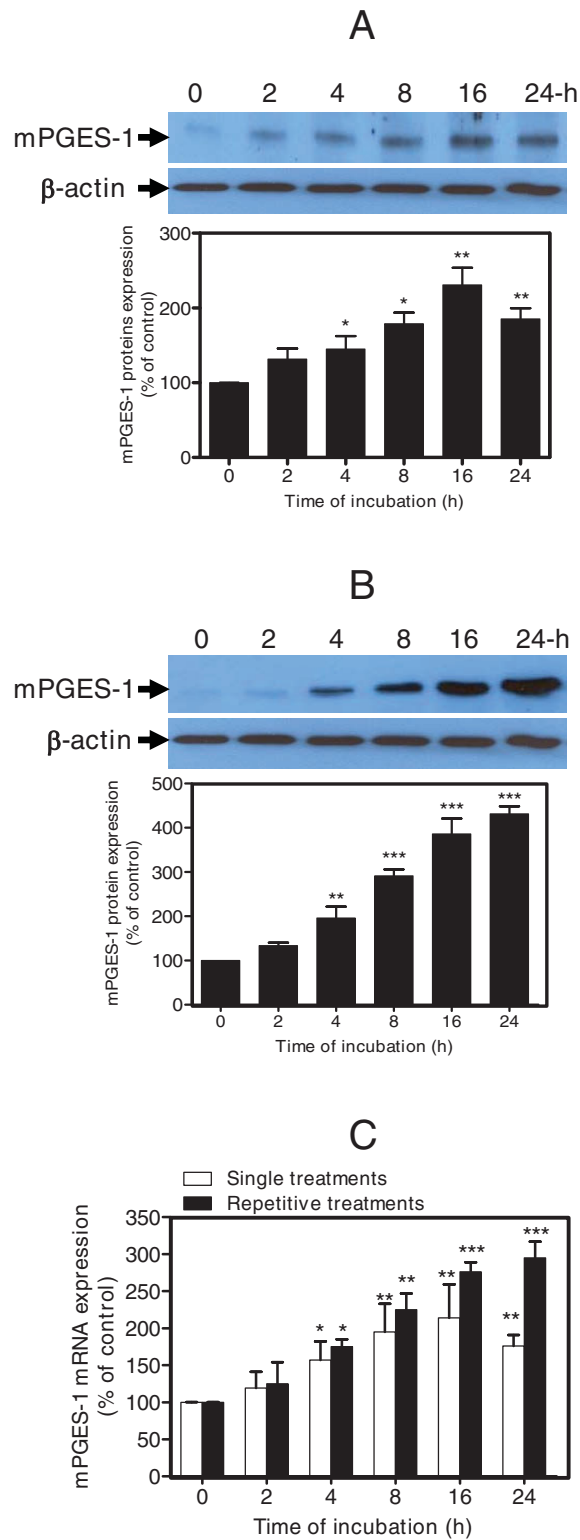 A
0 2 4 8 16 24-h
mPGES-1
β-actin
300
200
100
0
mPGES-1 proteins expression
(% of control)
* * ** **
0 2 4 8 16 24
Time of incubation (h)
B
0 2 4 8 16 24-h
mPGES-1
β-actin
500
400
300
200
100
0
mPGES-1 protein expression
(% of control)
** *** *** ***
0 2 4 8 16 24
Time of incubation (h)
C
Single treatments
Repetitive treatments
350
300
250
200
150
100
50
0
mPGES-1 mRNA expression
(% of control)
* * ** ** ** *** ** ***
0 2 4 8 16 24
Time of incubation (h)